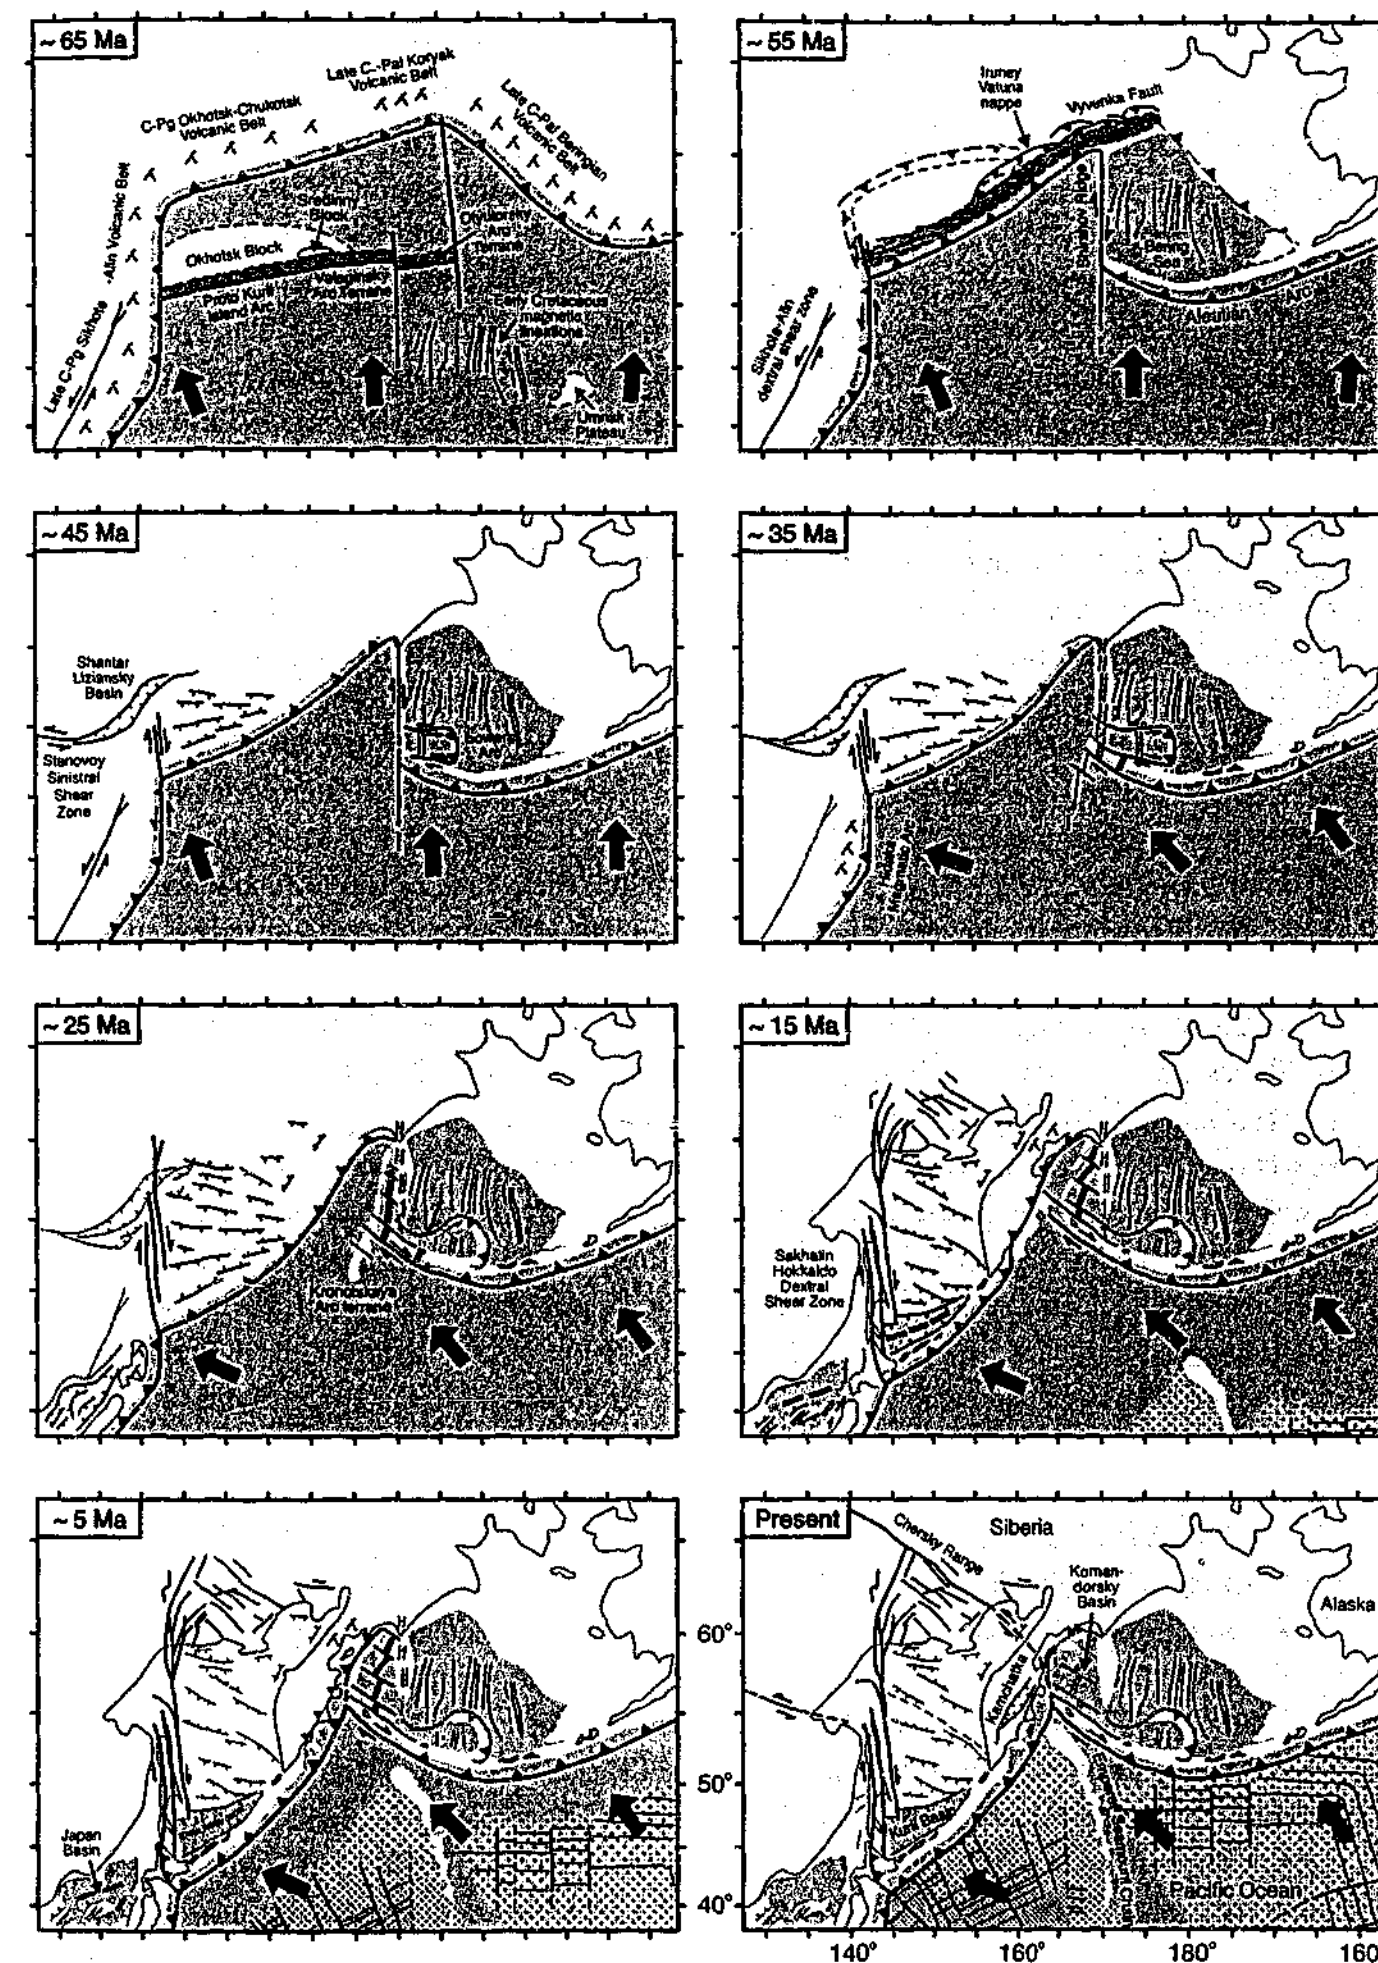 ~ 65 Ma
Late C.-Pal Koryak
Volcanic Belt
C-Pg Okhotsk-Chukotsk
Volcanic Belt
Late C-Pal Beringian
Volcanic Belt
Late C-Pg Sikhote
-Alin Volcanic Belt
Sredinny
Block
Okhotsk Block
Olyutorsky
Arc
Terrane
Proto Kuril
Island Arc
Arc Terrane
Early Cretaceous
magnetic
lineations
Umnak
Plateau
~ 55 Ma
Iruney
Vatuna
nappe
Vyvenka Fault
Shirshov Ridge
Bering
Sea
Aleutian Arc
Sikhote-Alin
dextral shear zone
~ 45 Ma
Shantar
Liziansky
Basin
Stanovoy
Sinistral
Shear
Zone
Arc
~ 35 Ma
~ 25 Ma
Kronotskaya
Arc terrane
~ 15 Ma
Sakhalin
Hokkaido
Dextral
Shear Zone
~ 5 Ma
Japan
Basin
60°
50°
40°
Present
Chersky Range
Siberia
Koman-
dorsky
Basin
Alaska
Kamchatka
Kuril Basin
Pacific Ocean
140°
160°
180°
160